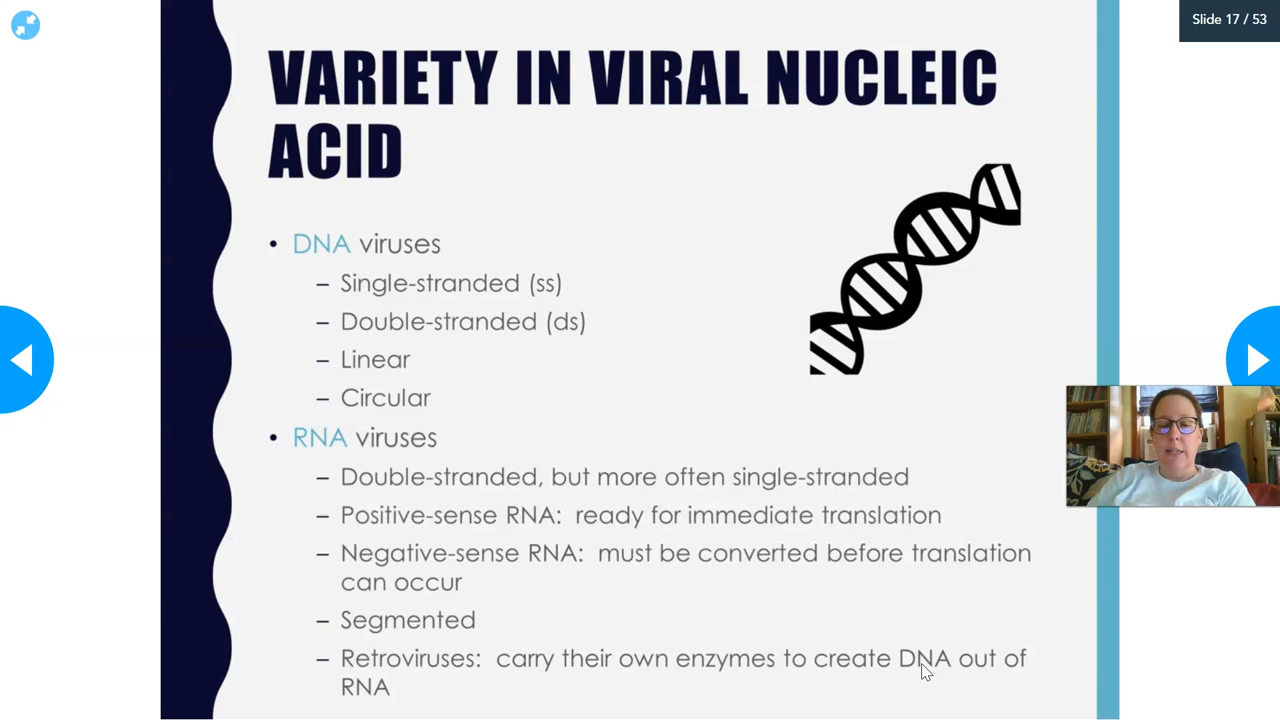 Slide 17 / 53
VARIETY IN VIRAL NUCLEIC
ACID
• DNA viruses
– Single-stranded (ss)
– Double-stranded (ds)
– Linear
– Circular
• RNA viruses
– Double-stranded, but more often single-stranded
– Positive-sense RNA: ready for immediate translation
– Negative-sense RNA: must be converted before translation
can occur
– Segmented
– Retroviruses: carry their own enzymes to create DNA out of
RNA